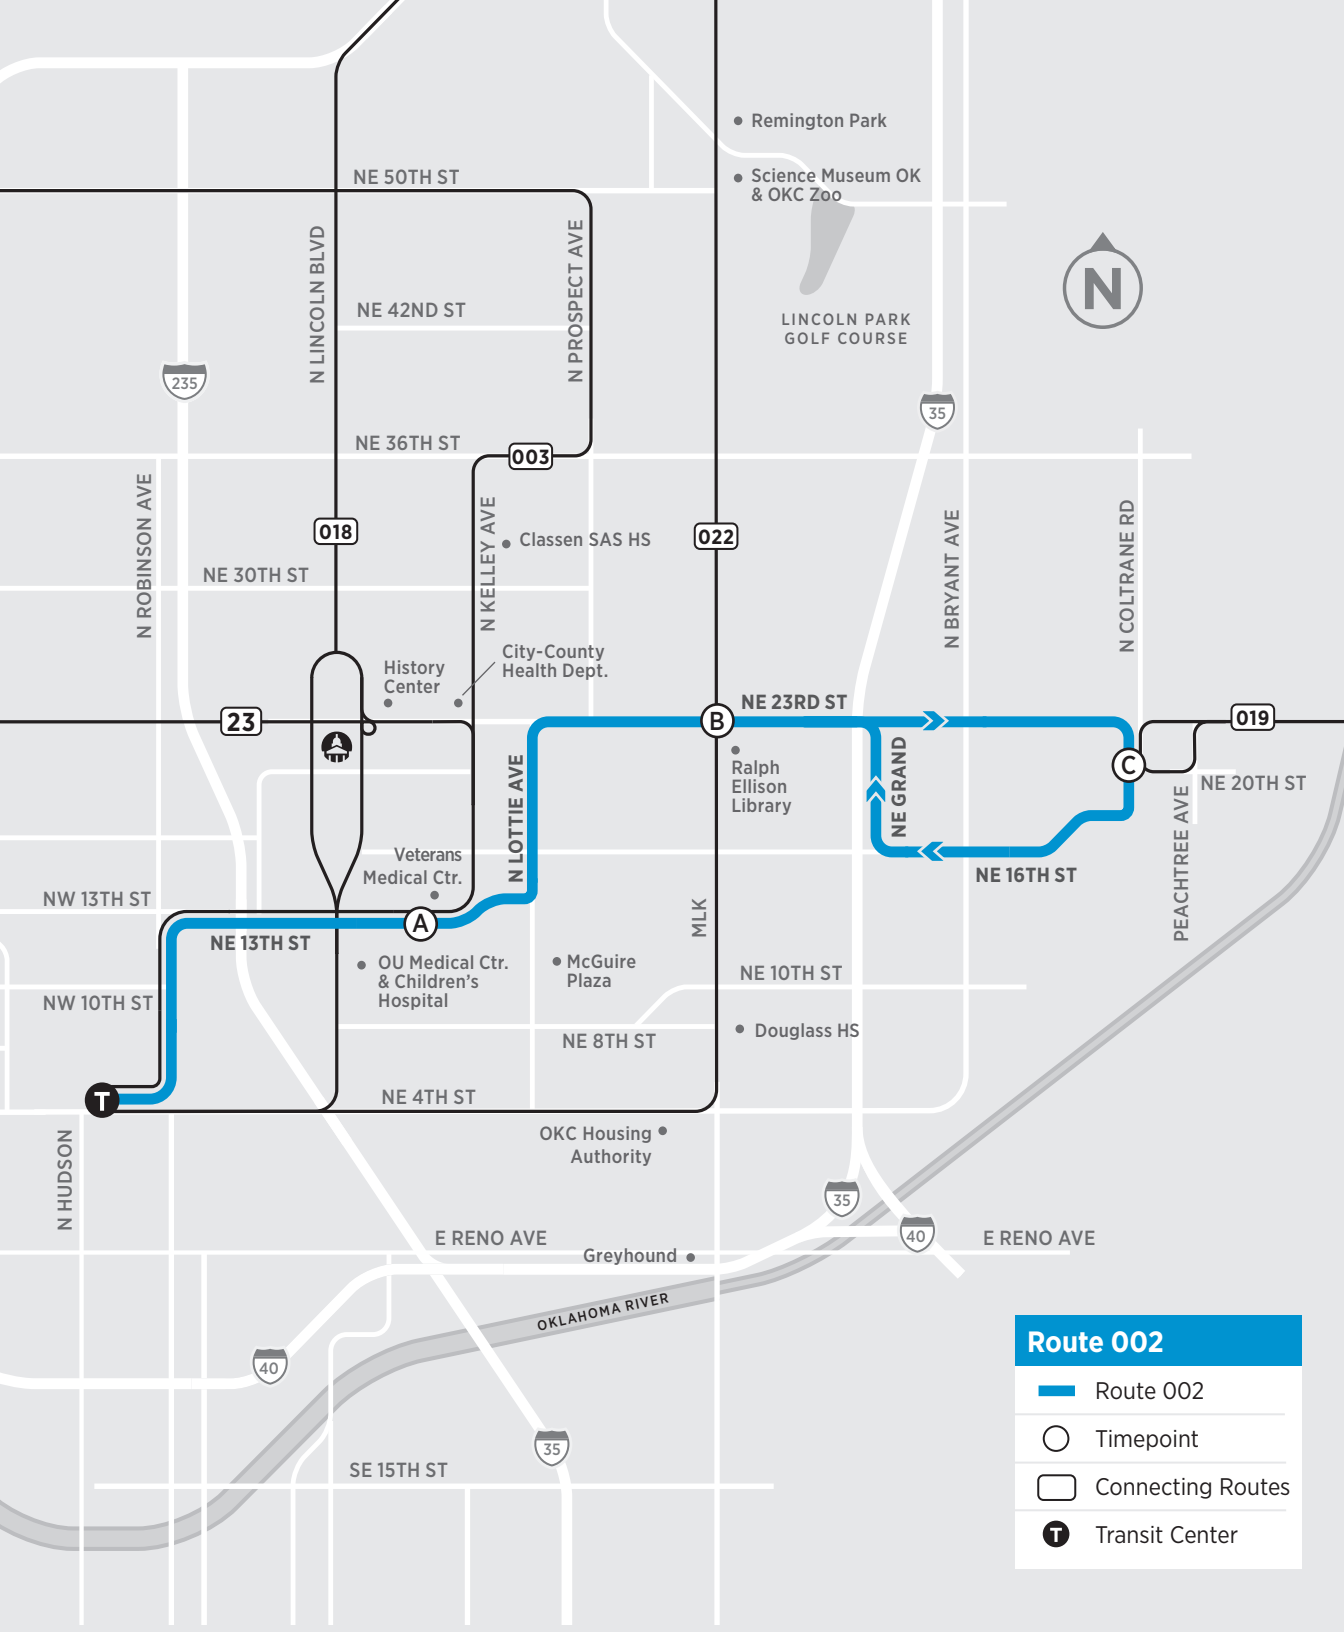 Remington Park
Science Museum OK
& OKC Zoo
NE 50TH ST
N LINCOLN BLVD
N PROSPECT AVE
N
NE 42ND ST
LINCOLN PARK
GOLF COURSE
235
35
NE 36TH ST
003
N ROBINSON AVE
018
N KELLEY AVE
Classen SAS HS
022
N BRYANT AVE
N COLTRANE RD
NE 30TH ST
City-County
Health Dept.
History
Center
23
B
NE 23RD ST
019
Ralph
Ellison
Library
NE GRAND
C
NE 20TH ST
PEACHTREE AVE
N LOTTIE AVE
Veterans
Medical Ctr.
NE 16TH ST
NW 13TH ST
A
MLK
NE 13TH ST
OU Medical Ctr.
& Children's
Hospital
McGuire
Plaza
NE 10TH ST
NW 10TH ST
Douglass HS
NE 8TH ST
T
NE 4TH ST
N HUDSON
OKC Housing
Authority
35
40
E RENO AVE
E RENO AVE
Greyhound
OKLAHOMA RIVER
40
35
SE 15TH ST
Route 002
Route 002
Timepoint
Connecting Routes
T
Transit Center